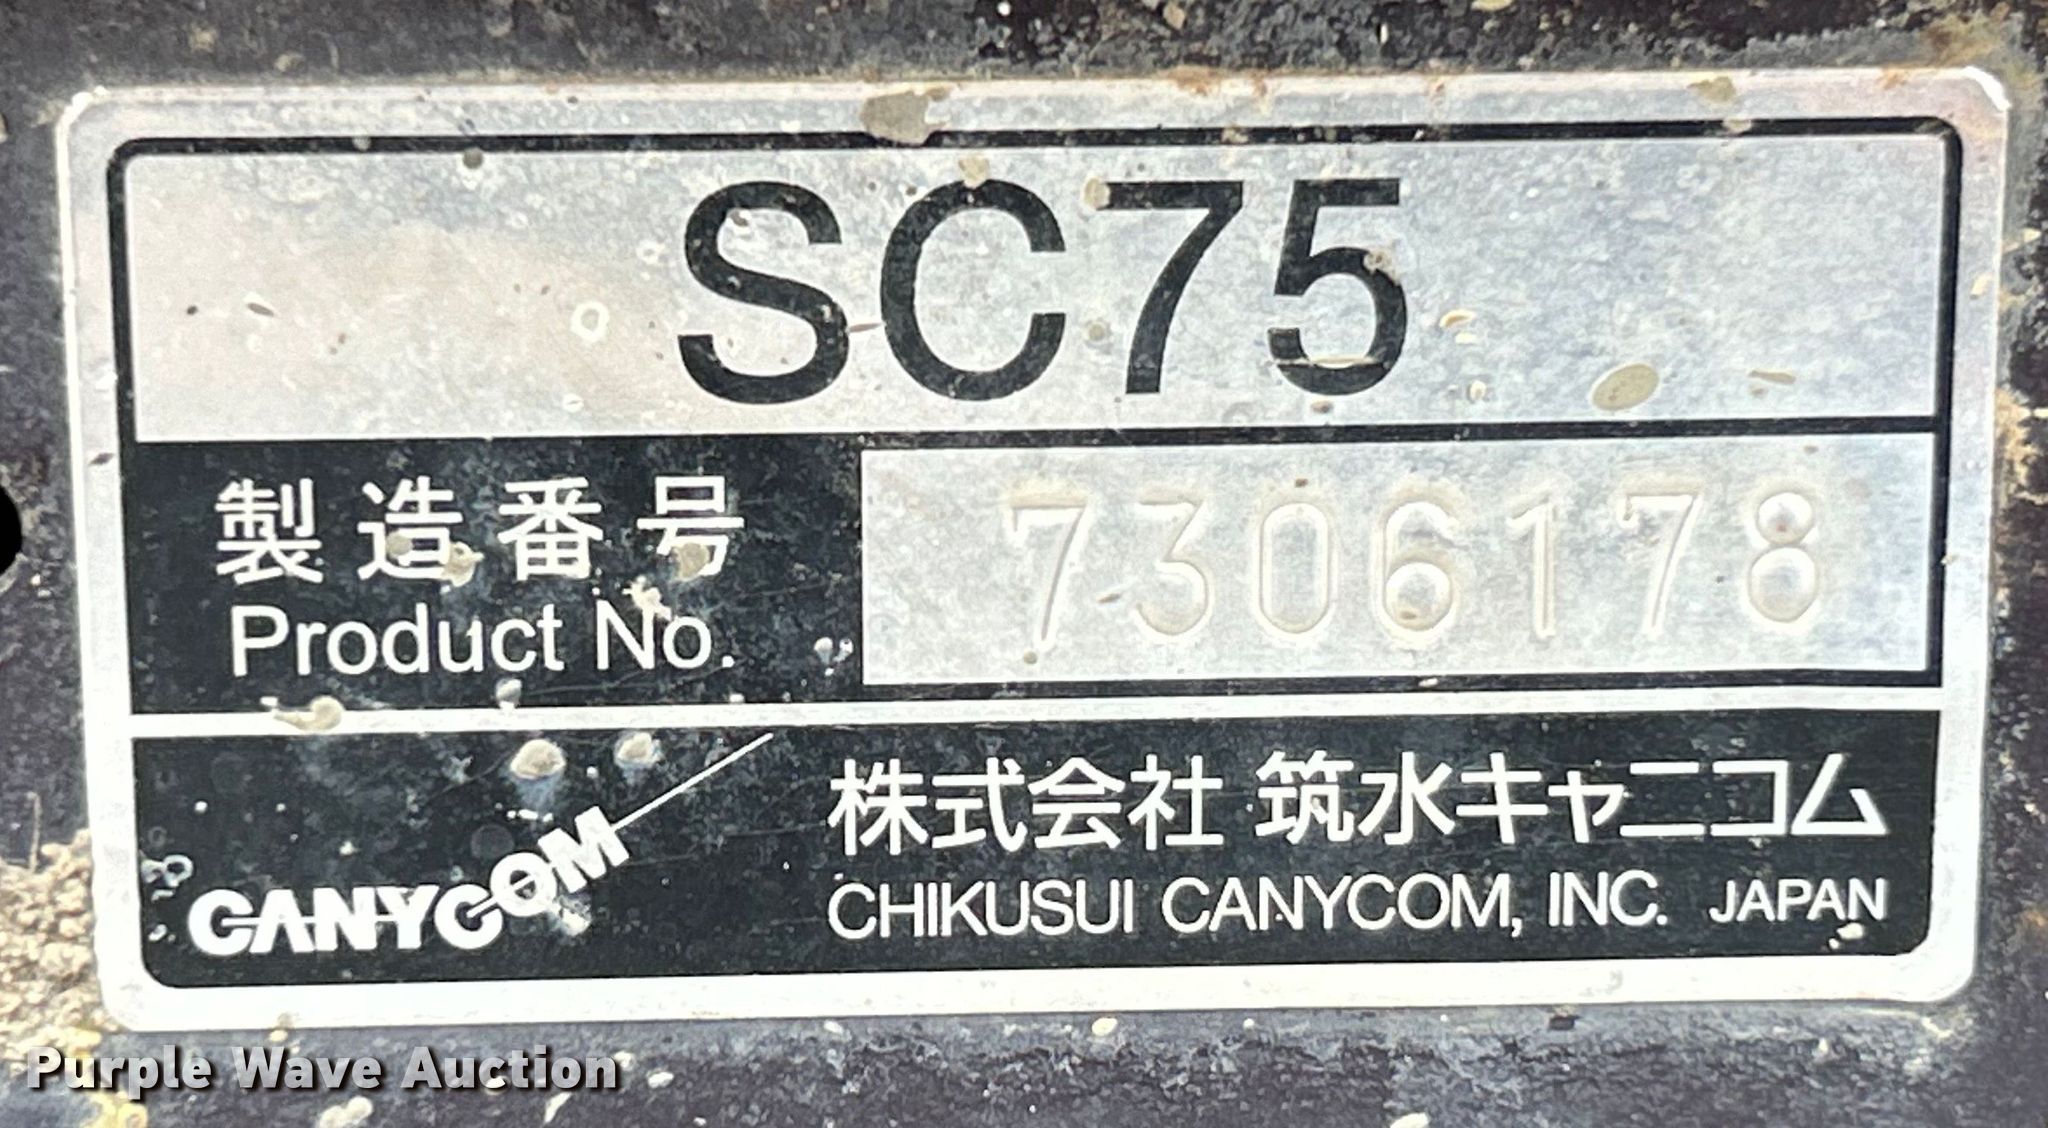 SC75
製造番号
Product No.
7306178
CANYCOM
株式会社 筑水キャニコム
CHIKUSUI CANYCOM, INC. JAPAN
Purple Wave Auction